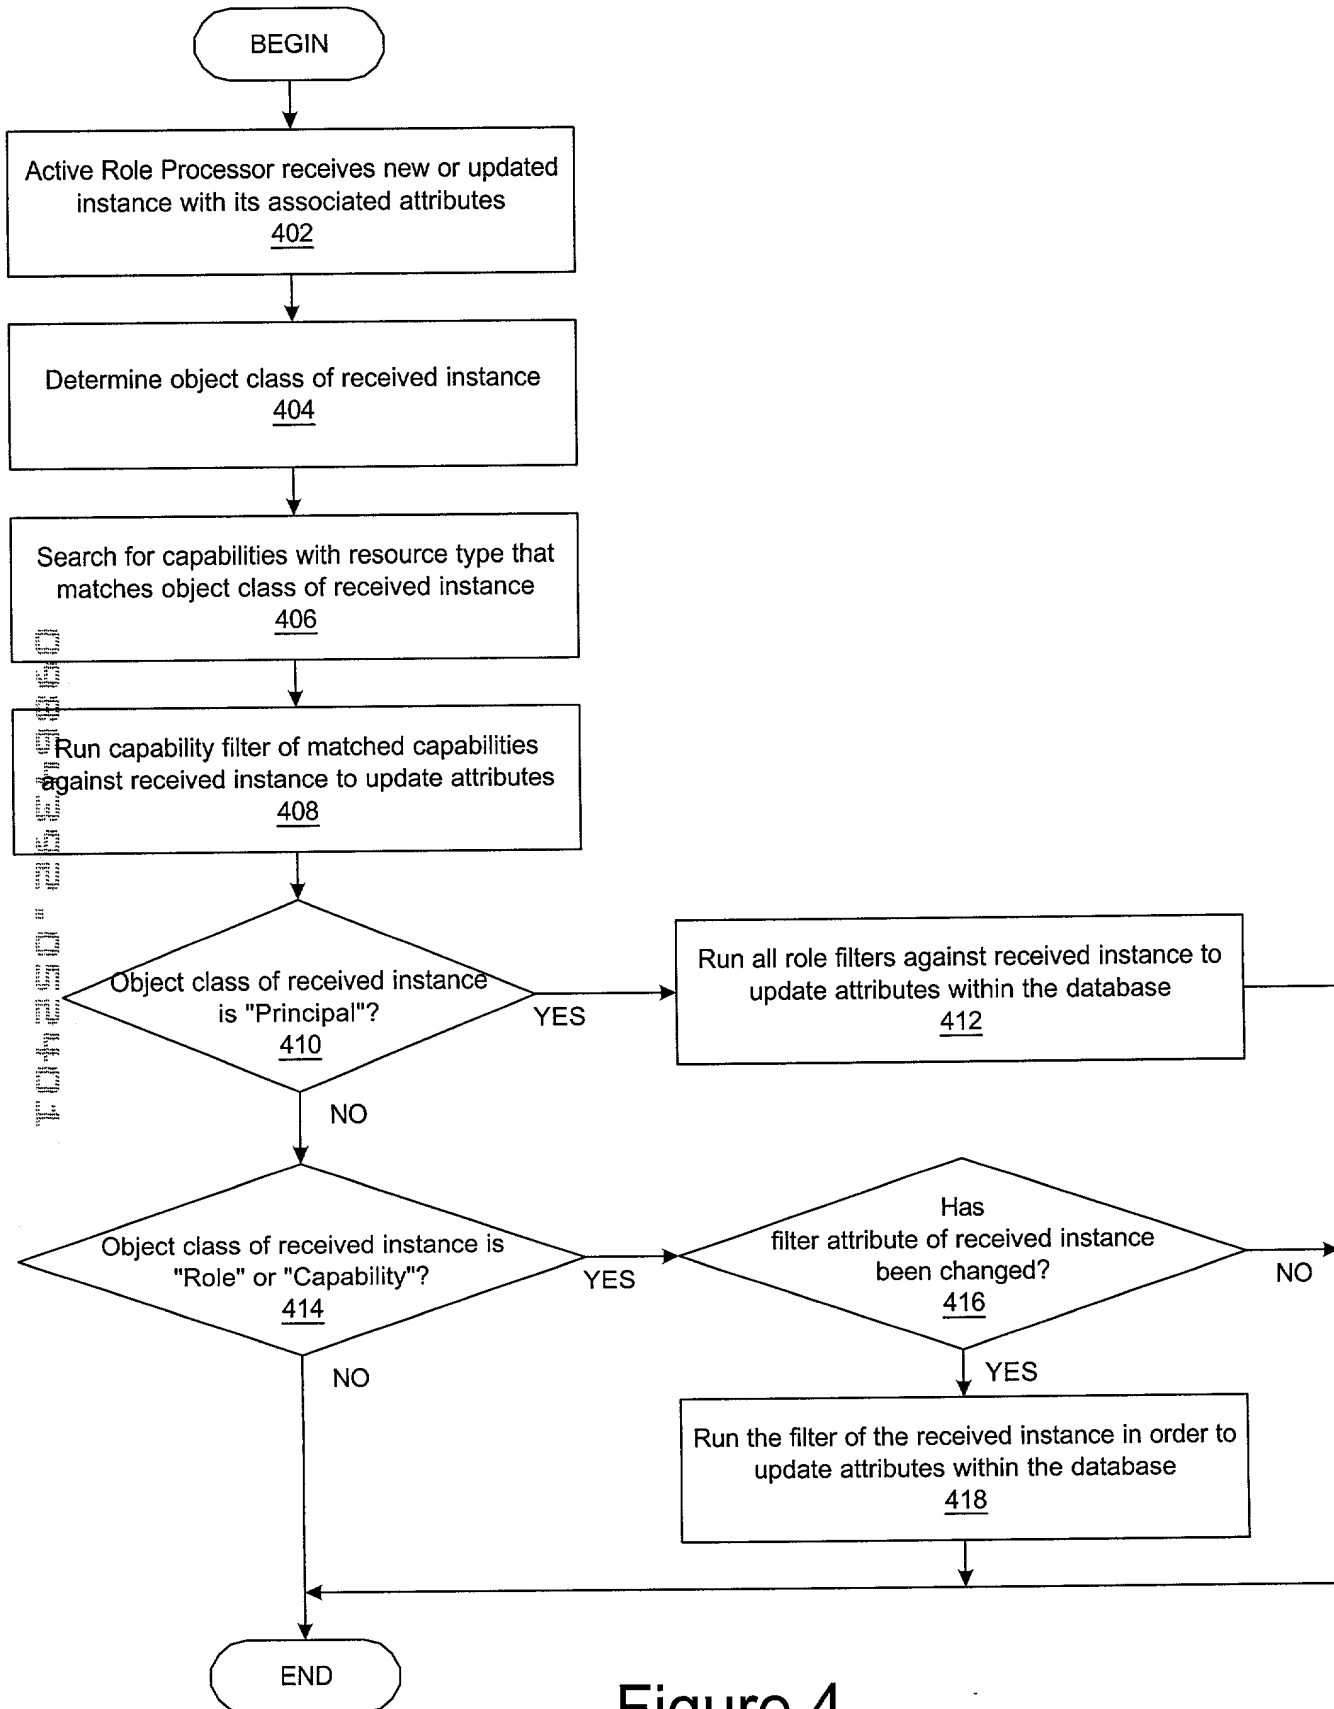 BEGIN
Active Role Processor receives new or updated
instance with its associated attributes
402
Determine object class of received instance
404
Search for capabilities with resource type that
matches object class of received instance
406
Run capability filter of matched capabilities
against received instance to update attributes
408
Object class of received instance
is "Principal"?
410
YES
NO
Run all role filters against received instance to
update attributes within the database
412
Object class of received instance is
"Role" or "Capability"?
414
YES
NO
Has
filter attribute of received instance
been changed?
416
NO
YES
Run the filter of the received instance in order to
update attributes within the database
418
END
Figure 4